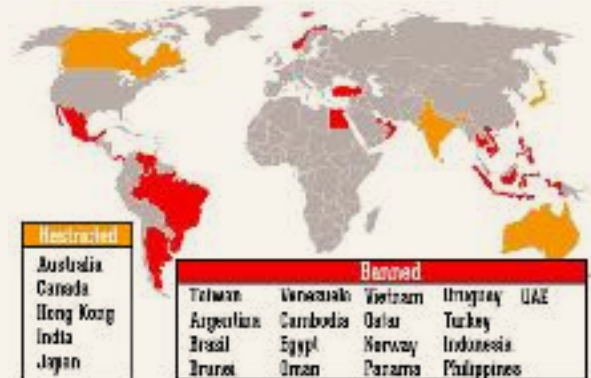 Restricted
Australia
Canada
Hong Kong
India
Japan
Banned
Taiwan Venezuela Vietnam Uruguay UAE
Argentina Cambodia Qatar Turkey
Brazil Egypt Norway Indonesia
Brunei Oman Panama Philippines